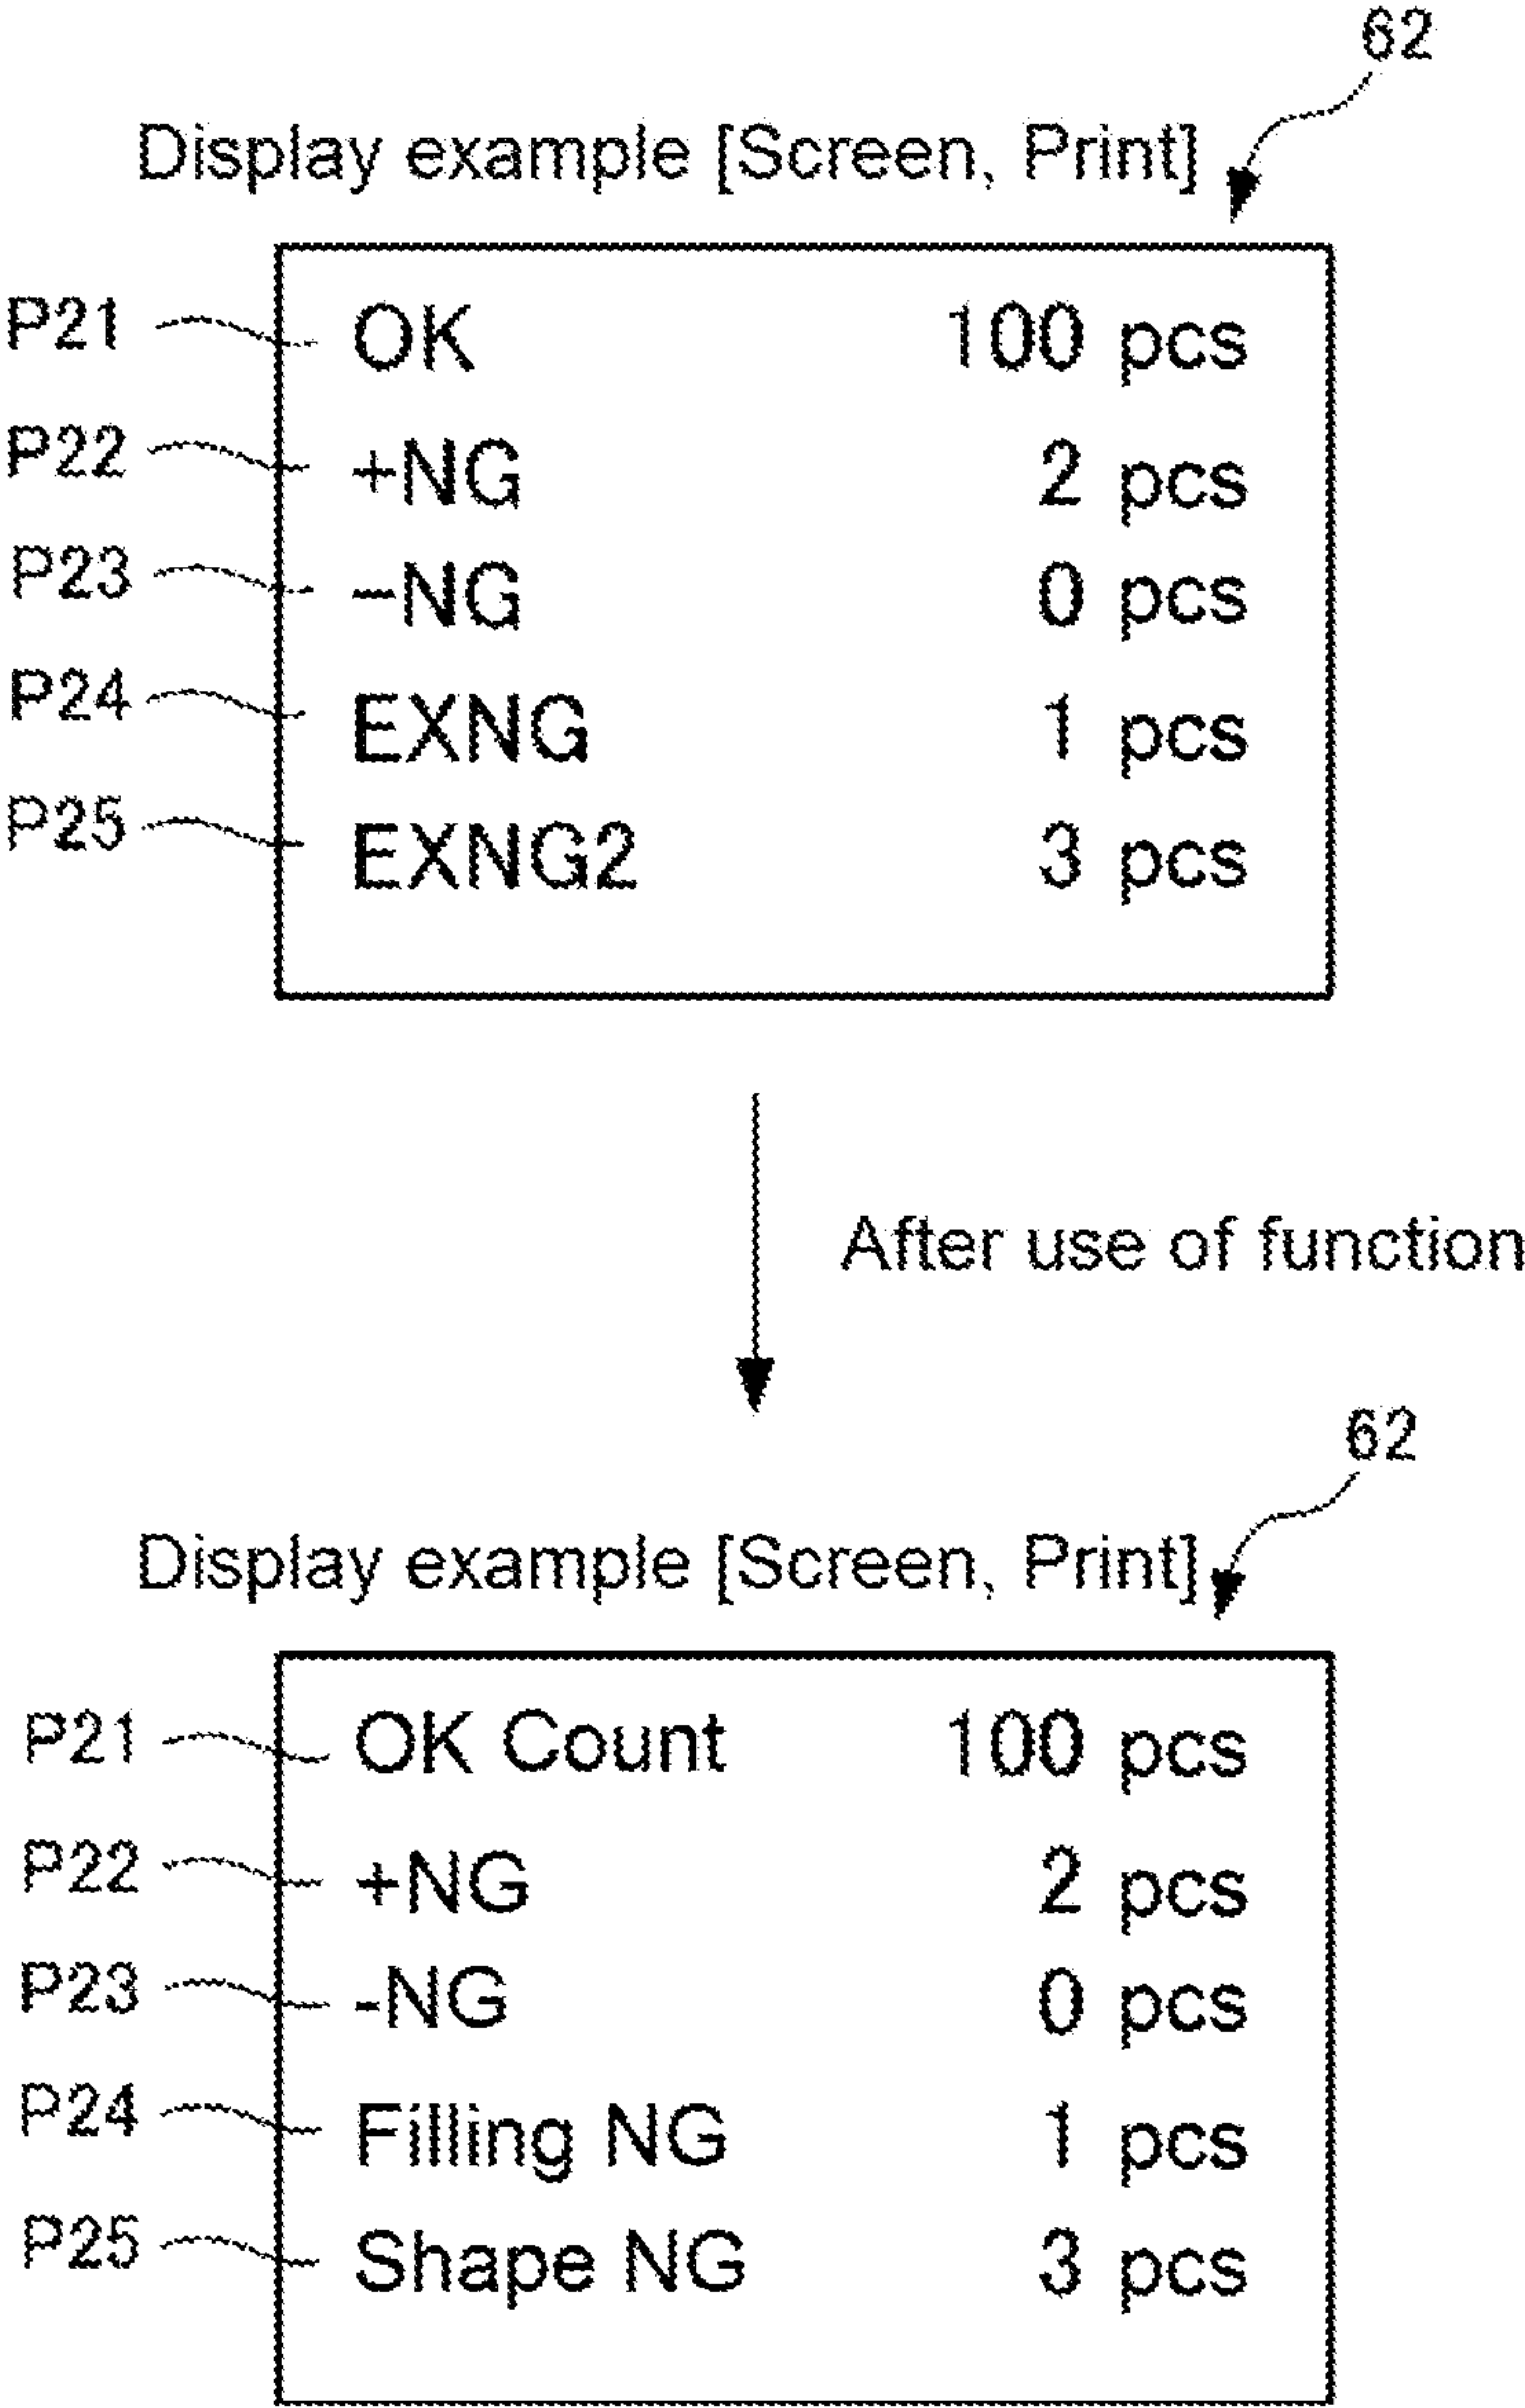 62
Display example [Screen, Print]
P21 OK 100 pcs
P22 +NG 2 pcs
P23 −NG 0 pcs
P24 EXNG 1 pcs
P25 EXNG2 3 pcs
After use of function
62
Display example [Screen, Print]
P21 OK Count 100 pcs
P22 +NG 2 pcs
P23 -NG 0 pcs
P24 Filling NG 1 pcs
P25 Shape NG 3 pcs